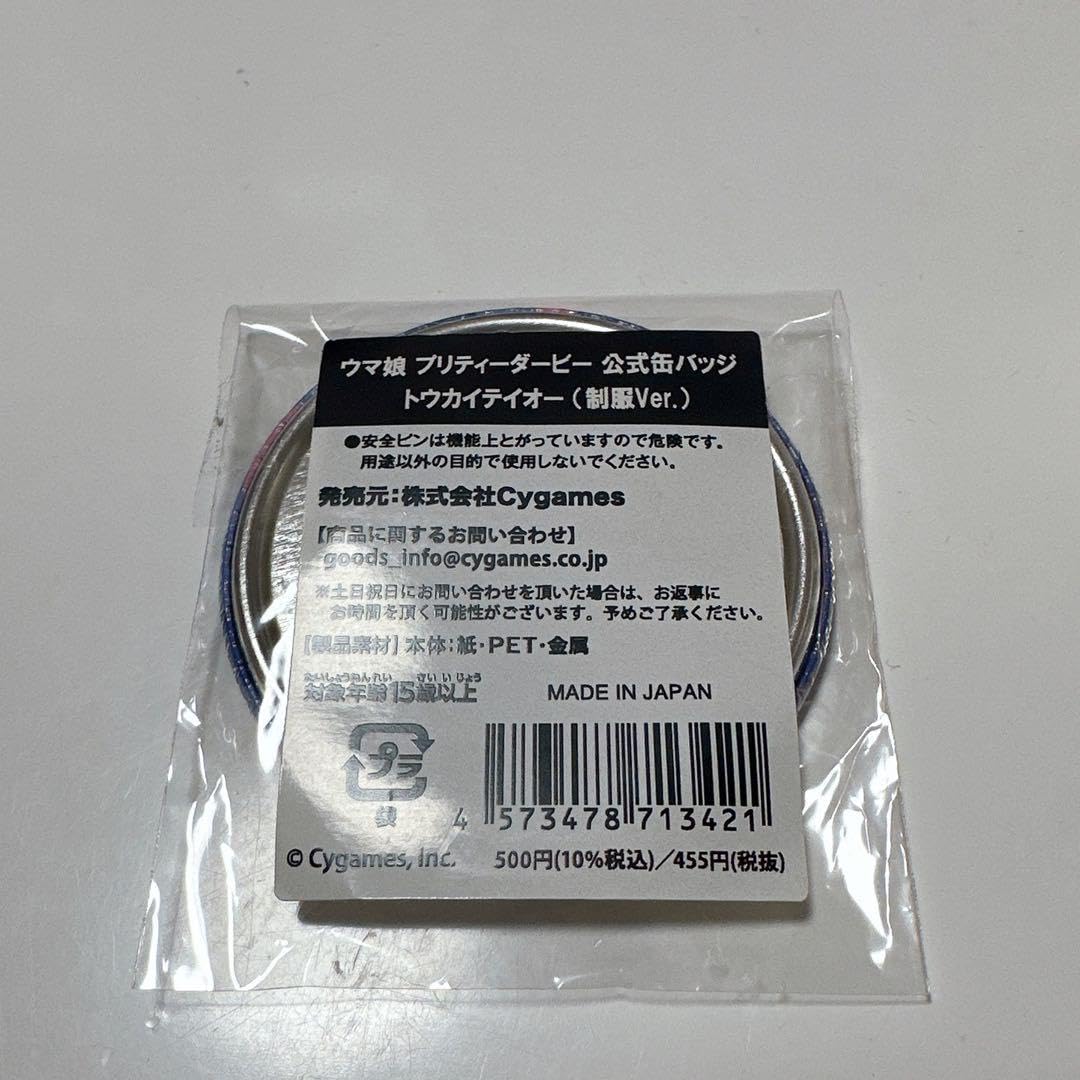 ウマ娘 プリティーダービー 公式缶バッジ
トウカイテイオー(制服Ver.)
●安全ピンは機能上とがっていますので危険です。
用途以外の目的で使用しないでください。
発売元:株式会社Cygames
【商品に関するお問い合わせ】
goods_info@cygames.co.jp
※土日祝日にお問い合わせを頂いた場合は、お返事に
お時間を頂く可能性がございます。予めご了承ください。
【製品素材】本体:紙・PET・金属
たいしょうねんれい さい いじょう
対象年齢15歳以上 MADE IN JAPAN
プラ
袋
4 573478 713421
© Cygames, Inc. 500円(10%税込)/455円(税抜)